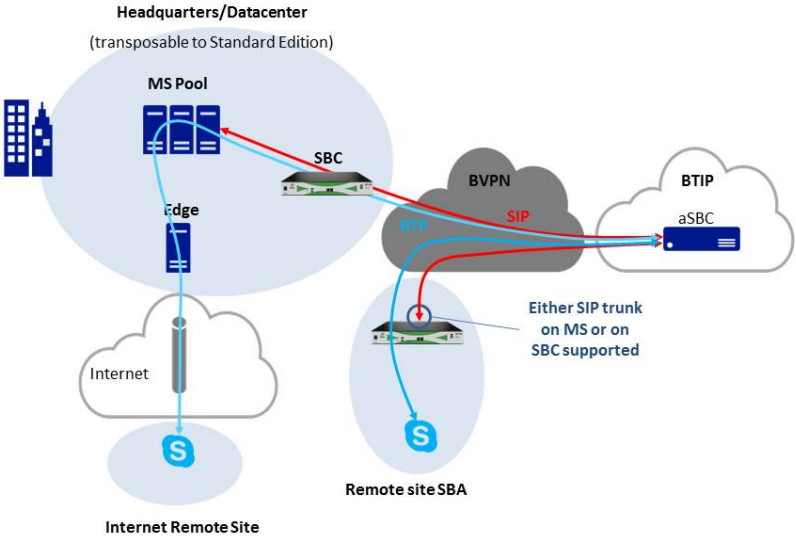 Headquarters/Datacenter
(transposable to Standard Edition)
MS Pool
SBC
BVPN
BTIP
Edge
RTP
SIP
aSBC
Internet
Either SIP trunk
on MS or on
SBC supported
S
S
Remote site SBA
Internet Remote Site